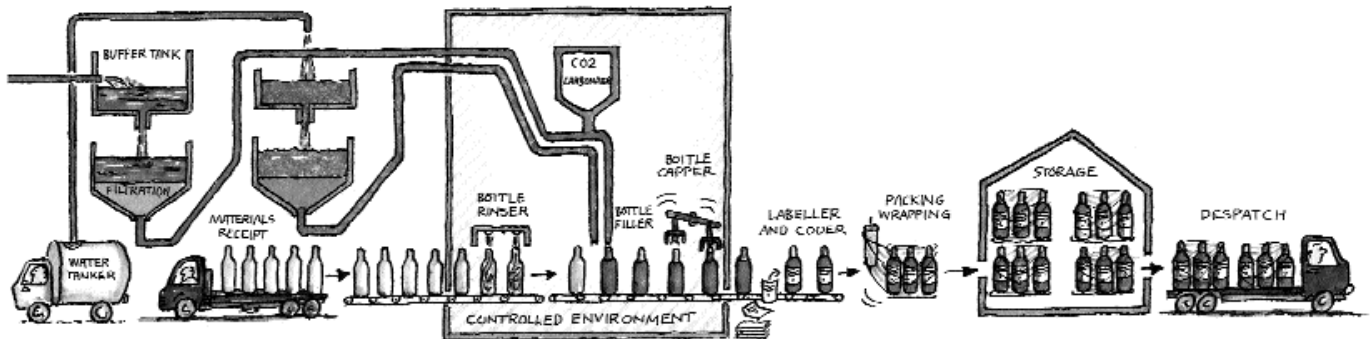 BUFFER TANK
FILTRATION
WATER
TANKER
MATERIALS
RECEIPT
CO2
CARBONATER
BOTTLE
RINSER
BOTTLE
FILLER
BOTTLE
CAPPER
CONTROLLED ENVIRONMENT
LABELLER
AND CODER
PACKING
WRAPPING
STORAGE
DESPATCH